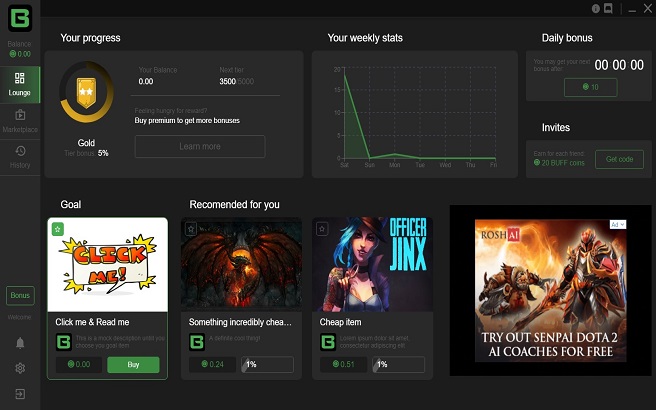 Your progress
Your weekly stats
Daily bonus
Balance:
0.00
Your Balance
0.00
Next tier
3500/5000
You may get your next
bonus after:
00 00 00
10
Lounge
Feeling hungry for reward?
Buy premium to get more bonuses
Learn more
Gold
Tier bonus: 5%
20
15
10
5
0
Sat
Sun
Mon
Tue
Wed
Thu
Fri
Invites
Earn for each friend
20 BUFF coins
Get code
Marketplace
History
Goal
Recomended for you
CLICK
ME!
OFFICER
JINX
ROSHAI
Ad
TRY OUT SENPAI DOTA 2
AI COACHES FOR FREE
Click me & Read me
This is a mock description until you
choose you goal item
0.00
Buy
Something incredibly chea...
A definite cool thing!
0.24
1%
Cheap item
Lorem ipsum dolor sit amet,
consectetur adipiscing elit
0.51
1%
Bonus
Welcome